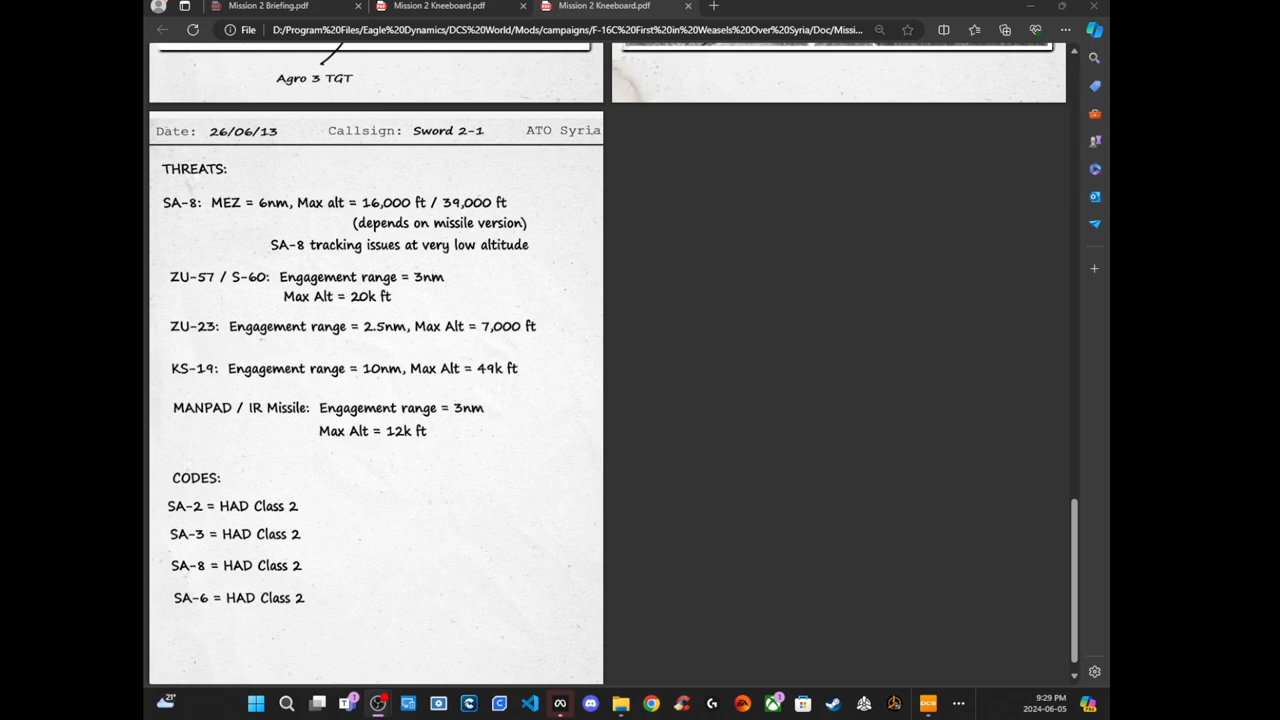 Mission 2 Briefing.pdf
Mission 2 Kneeboard.pdf
Mission 2 Kneeboard.pdf
File
D:/Program%20Files/Eagle%20Dynamics/DCS%20World/Mods/campaigns/F-16C%20First%20in%20Weasels%20Over%20Syria/Doc/Missi...
Agro 3 TGT
Date: 26/06/13 Callsign: Sword 2-1 ATO Syria
THREATS:
SA-8: MEZ = 6nm, Max alt = 16,000 ft / 39,000 ft
(depends on missile version)
SA-8 tracking issues at very low altitude
ZU-57 / S-60: Engagement range = 3nm
Max Alt = 20k ft
ZU-23: Engagement range = 2.5nm, Max Alt = 7,000 ft
KS-19: Engagement range = 10nm, Max Alt = 49k ft
MANPAD / IR Missile: Engagement range = 3nm
Max Alt = 12k ft
CODES:
SA-2 = HAD Class 2
SA-3 = HAD Class 2
SA-8 = HAD Class 2
SA-6 = HAD Class 2
21°
1
1
DCS
9:29 PM
2024-06-05